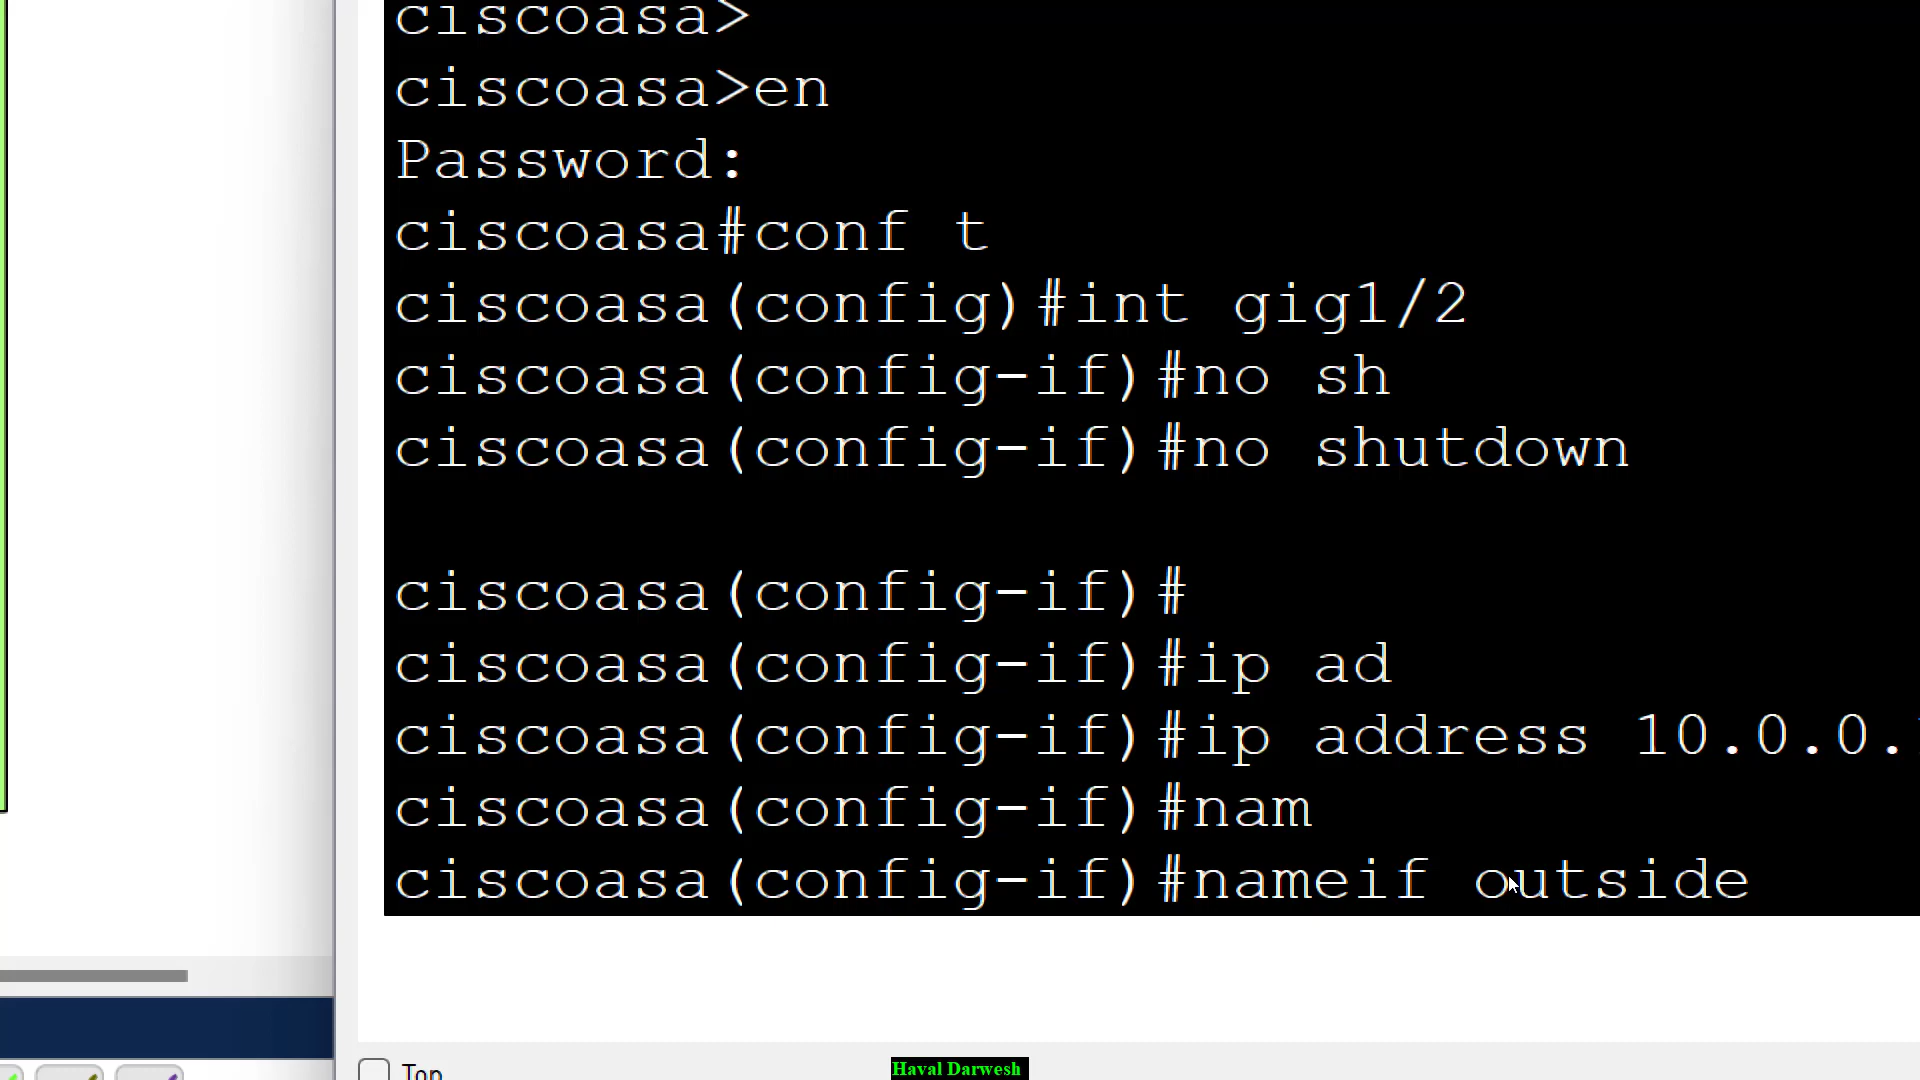 ciscoasa>
ciscoasa>en
Password:
ciscoasa#conf t
ciscoasa(config)#int gig1/2
ciscoasa(config-if)#no sh
ciscoasa(config-if)#no shutdown
ciscoasa(config-if)#
ciscoasa(config-if)#ip ad
ciscoasa(config-if)#ip address 10.0.0.
ciscoasa(config-if)#nam
ciscoasa(config-if)#nameif outside
Top
Haval Darwesh